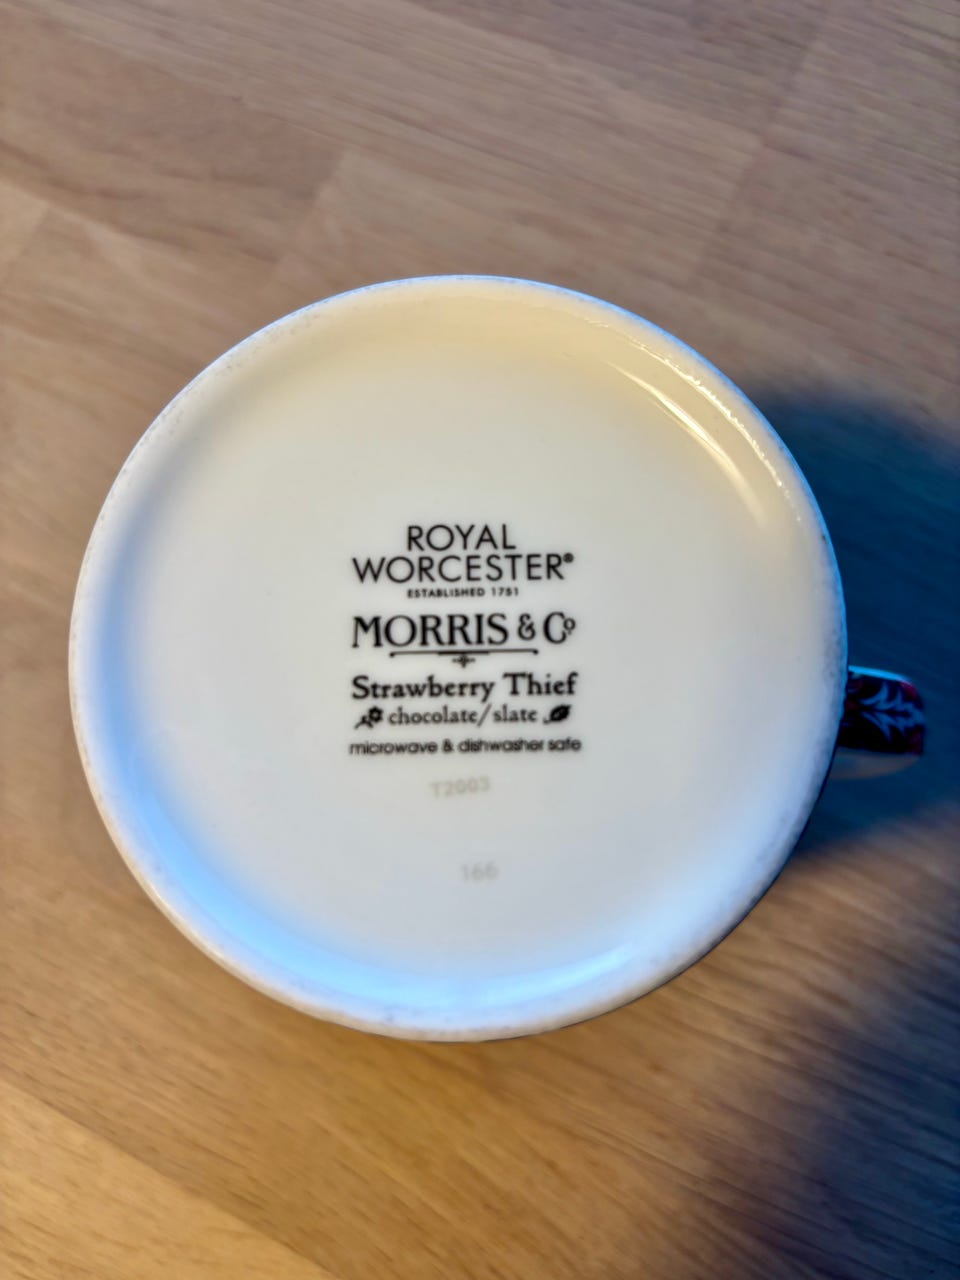 ROYAL
WORCESTER®
ESTABLISHED 1751
MORRIS & Co
Strawberry Thief
chocolate/slate
microwave & dishwasher safe
T2003
166